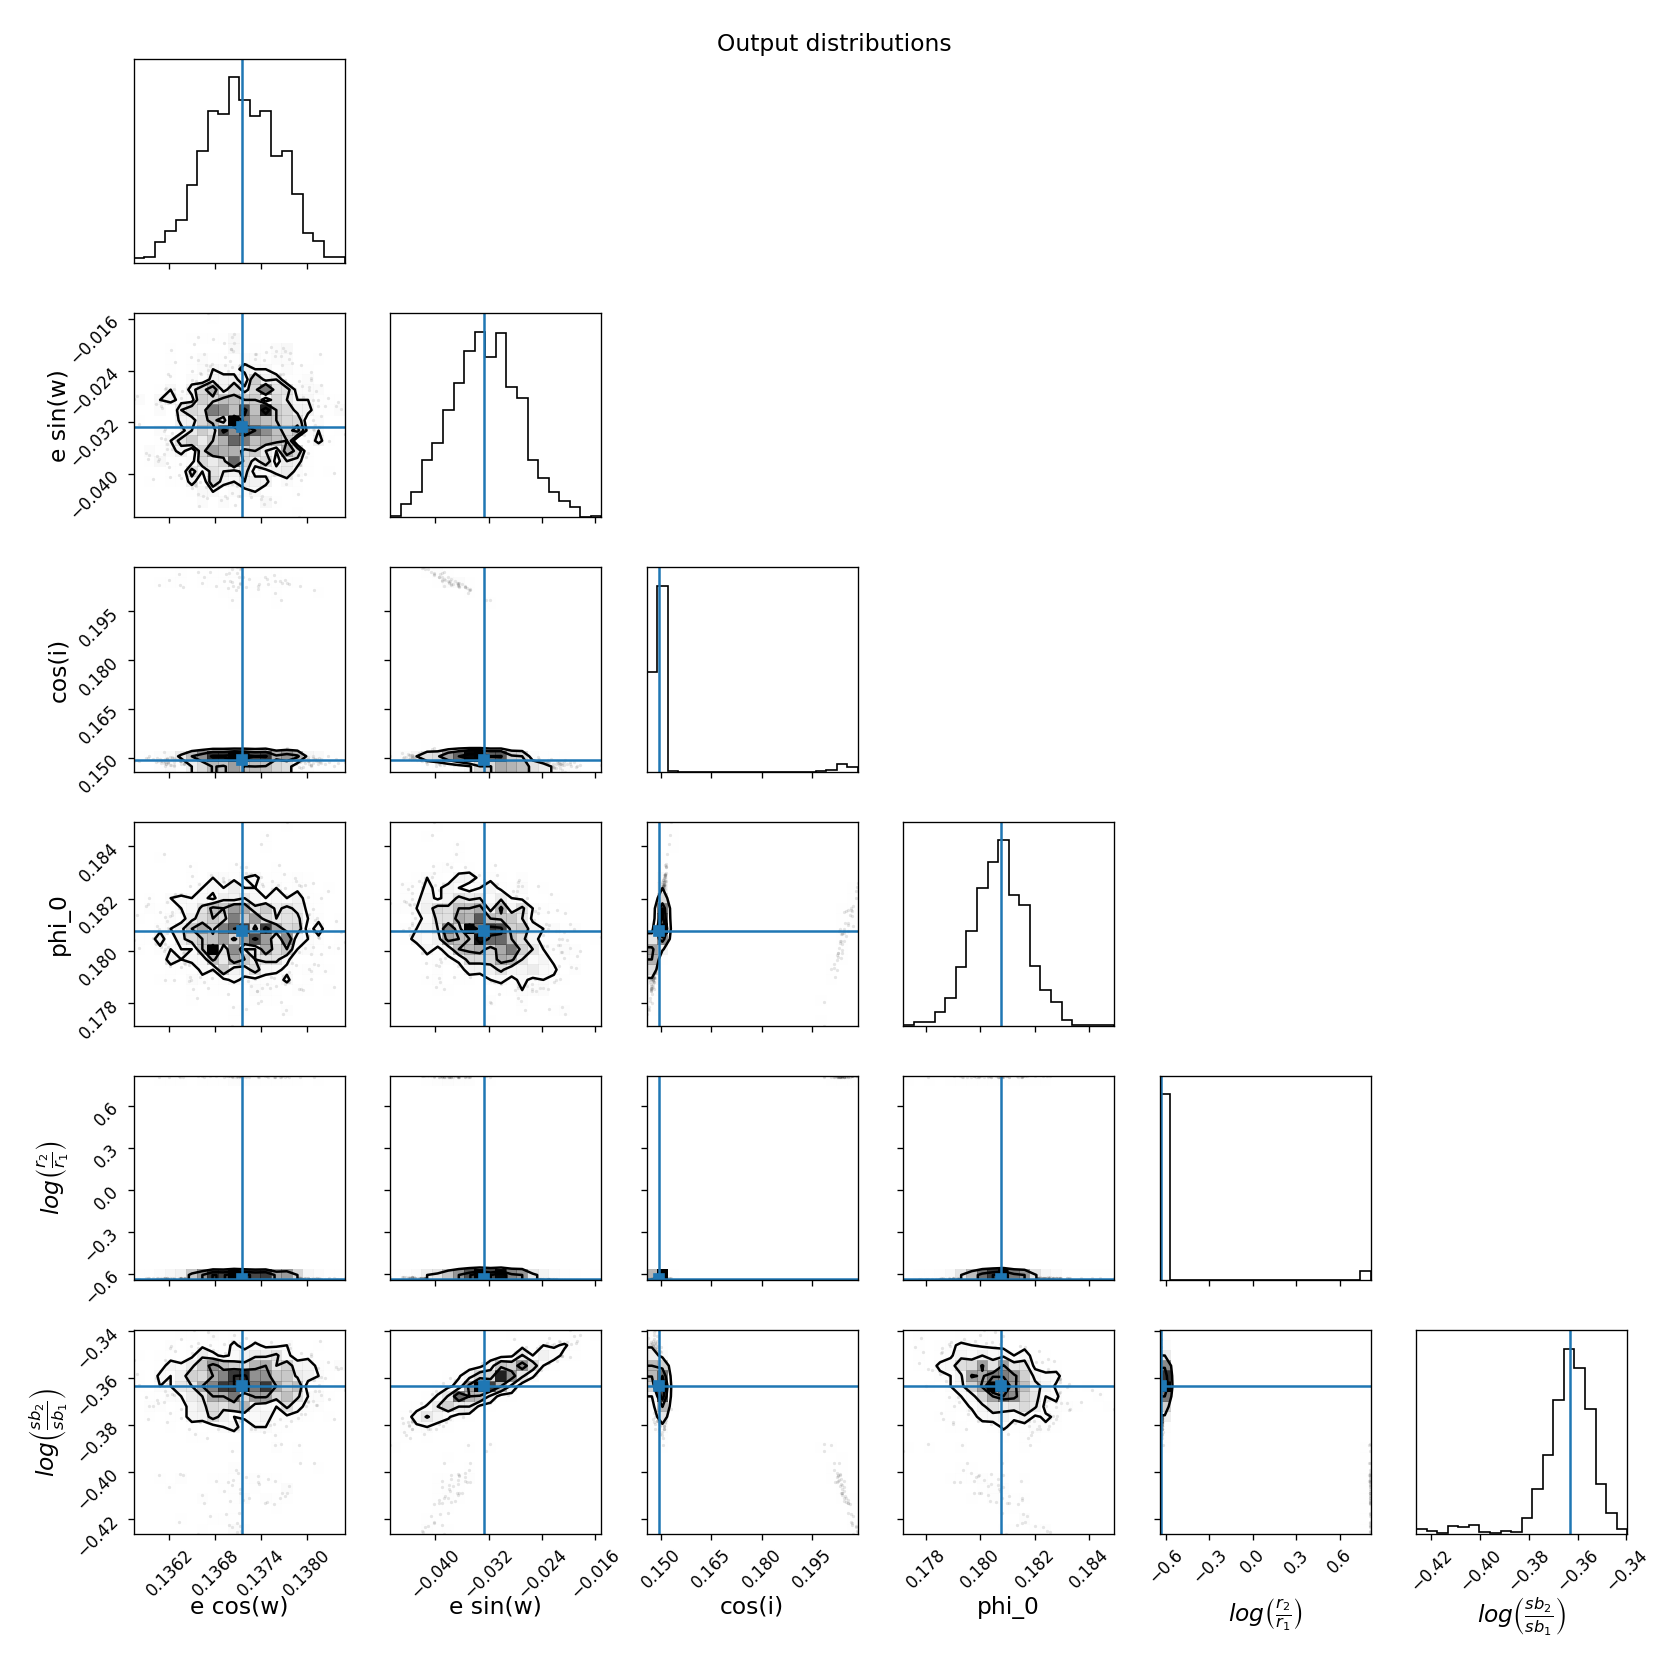 Output distributions
e sin(w)
−0.016
−0.024
−0.032
−0.040
cos(i)
0.195
0.180
0.165
0.150
phi_0
0.184
0.182
0.180
0.178
log(r₂/r₁)
0.6
0.3
0.0
−0.3
−0.6
log(sb₂/sb₁)
−0.34
−0.36
−0.38
−0.40
−0.42
0.1362 0.1368 0.1374 0.1380
−0.040 −0.032 −0.024 −0.016
0.150 0.165 0.180 0.195
0.178 0.180 0.182 0.184
−0.6 −0.3 0.0 0.3 0.6
−0.42 −0.40 −0.38 −0.36 −0.34
e cos(w) e sin(w) cos(i) phi_0 log(r₂/r₁) log(sb₂/sb₁)